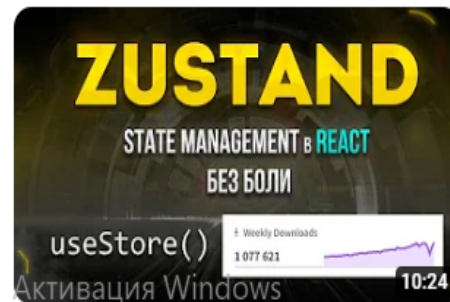 ZUSTAND
STATE MANAGEMENT в REACT
БЕЗ БОЛИ
useStore()
Weekly Downloads
1 077 621
Активация Windows
10:24